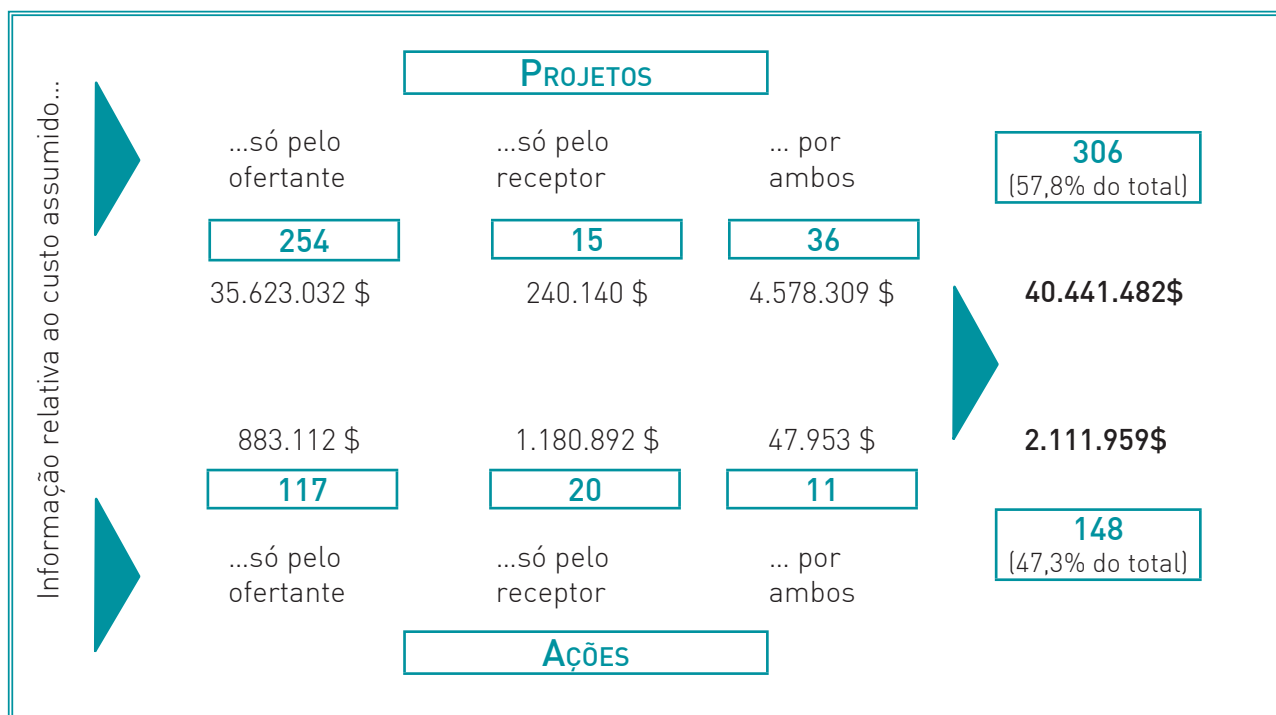 Informação relativa ao custo assumido...
PROJETOS
...só pelo
ofertante
...só pelo
receptor
... por
ambos
306
(57,8% do total)
254
15
36
35.623.032 $
240.140 $
4.578.309 $
40.441.482$
883.112 $
1.180.892 $
47.953 $
2.111.959$
117
20
11
148
(47,3% do total)
...só pelo
ofertante
...só pelo
receptor
... por
ambos
AÇÕES